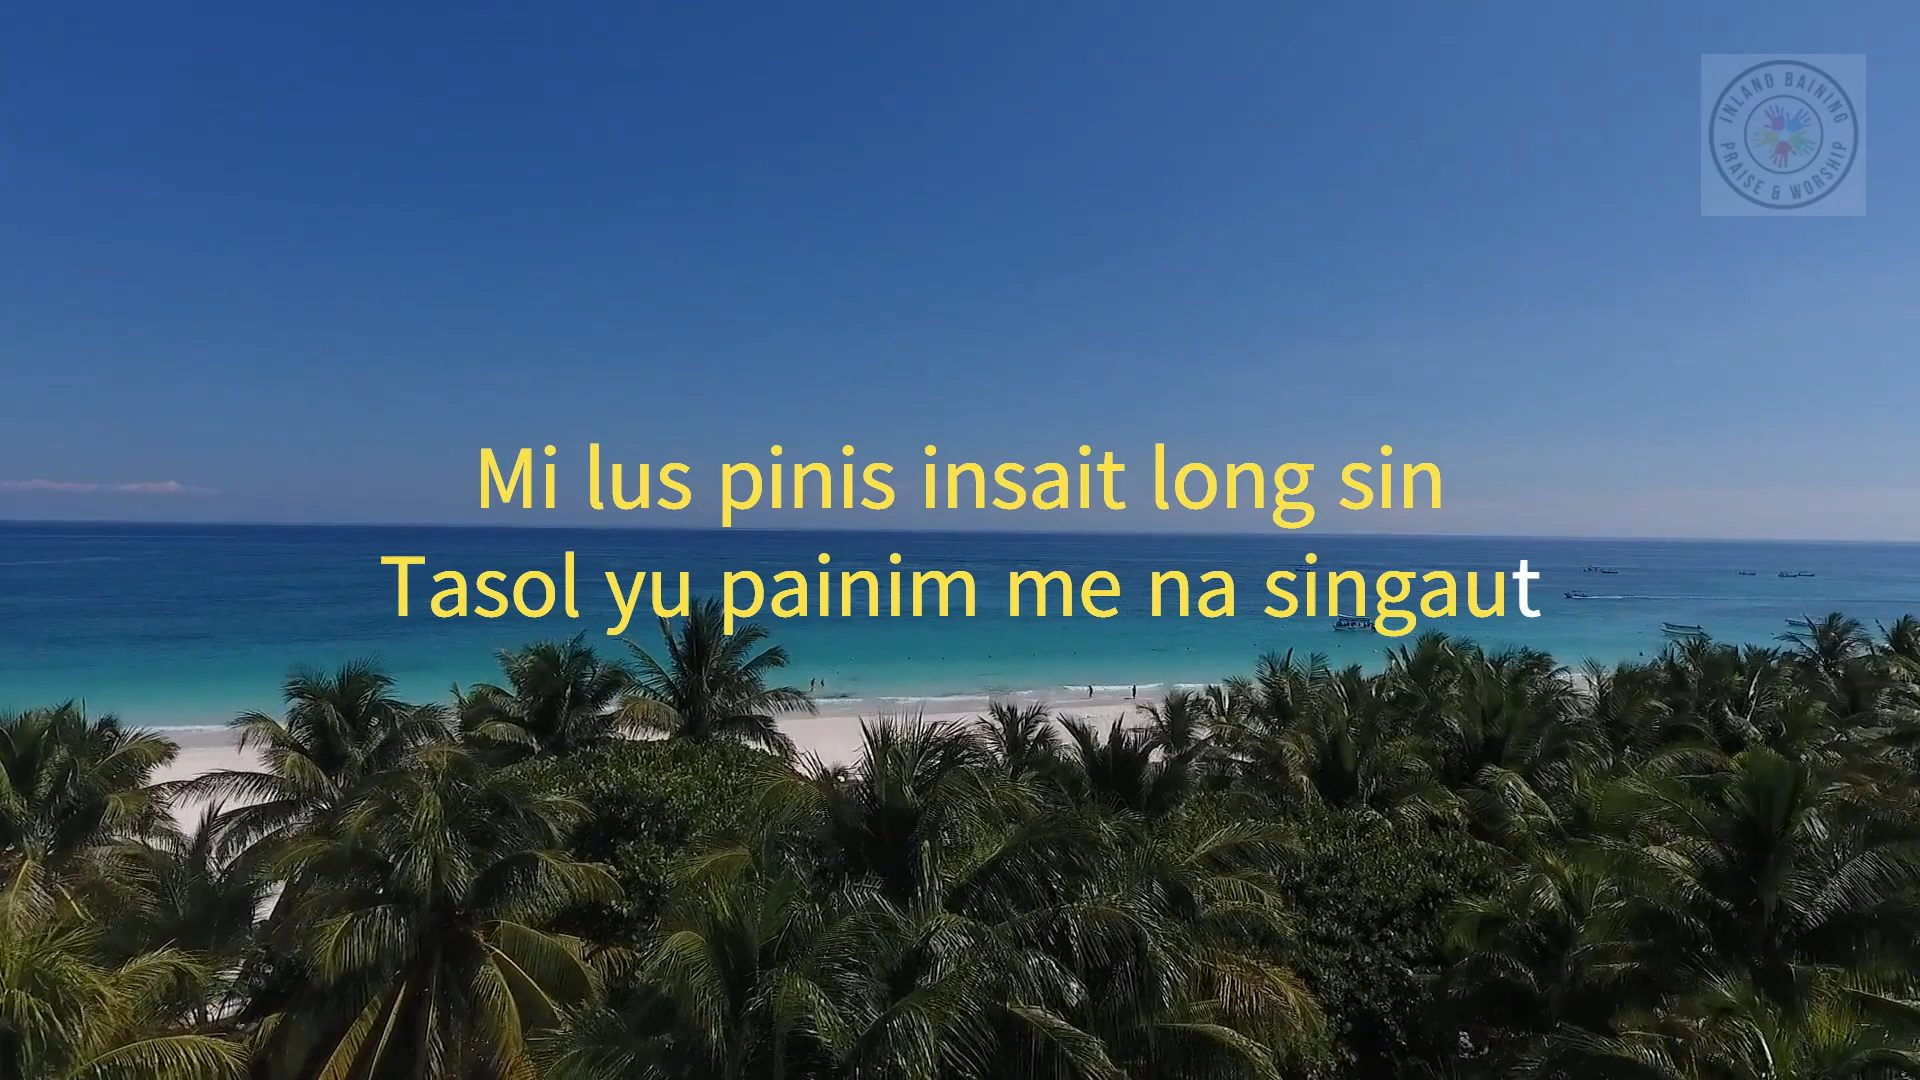 INLAND BAINING
PRAISE & WORSHIP
Mi lus pinis insait long sin
Tasol yu painim me na singaut